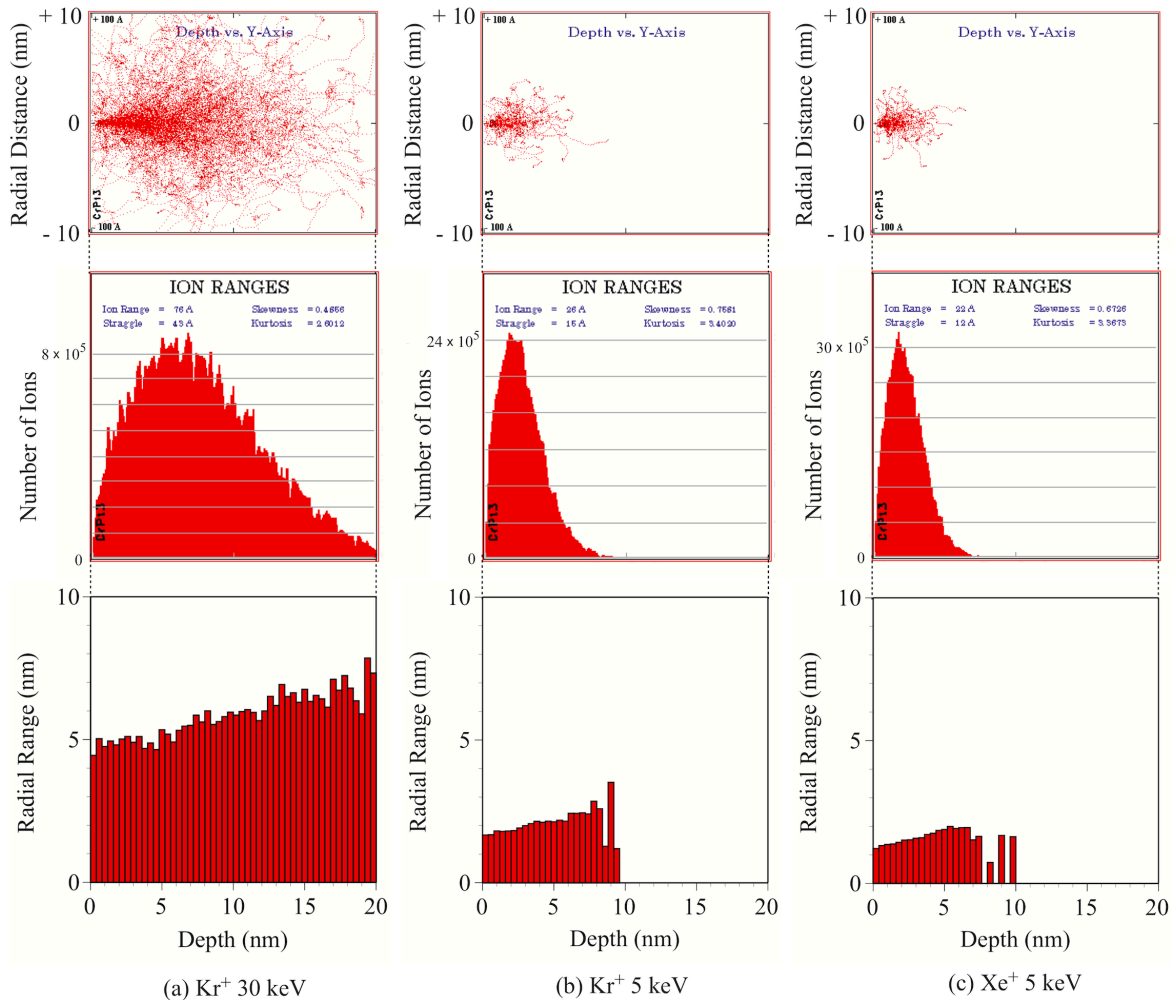 + 10
Radial Distance (nm)
0
- 10
+ 100 A
Depth vs. Y-Axis
CrPt3
- 100 A
+ 10
Radial Distance (nm)
0
- 10
+ 100 A
Depth vs. Y-Axis
CrPt3
- 100 A
+ 10
Radial Distance (nm)
0
- 10
+ 100 A
Depth vs. Y-Axis
CrPt3
- 100 A
ION RANGES
Ion Range = 76 A Skewness = 0.4656
Straggle = 43 A Kurtosis = 2.6012
8 x 10⁵
Number of Ions
CrPt3
0
ION RANGES
Ion Range = 26 A Skewness = 0.7561
Straggle = 15 A Kurtosis = 3.4020
24 x 10⁵
Number of Ions
CrPt3
0
ION RANGES
Ion Range = 22 A Skewness = 0.6726
Straggle = 12 A Kurtosis = 3.3673
30 x 10⁵
Number of Ions
CrPt3
0
10
Radial Range (nm)
5
0
0 5 10 15 20
Depth (nm)
10
Radial Range (nm)
5
0
0 5 10 15 20
Depth (nm)
10
Radial Range (nm)
5
0
0 5 10 15 20
Depth (nm)
(a) Kr⁺ 30 keV
(b) Kr⁺ 5 keV
(c) Xe⁺ 5 keV